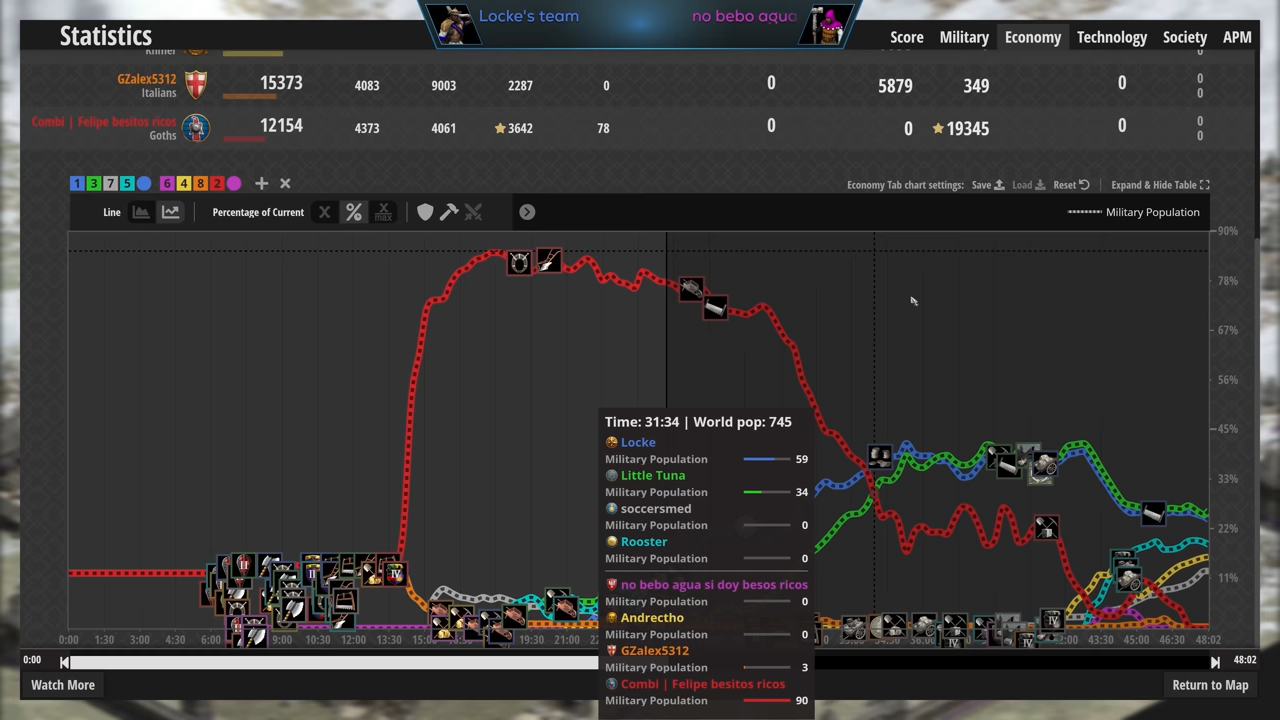 Locke's team
no bebo agua
Statistics
Score Military Economy Technology Society APM
Khmer
0
GZalex5312
Italians
15373 4083 9003 2287 0 0 5879 349 0 0
0
Combi | Felipe besitos ricos
Goths
12154 4373 4061 3642 78 0 0 19345 0 0
0
1 3 7 5 6 4 8 2
Economy Tab chart settings: Save Load Reset Expand & Hide Table
Line Percentage of Current X % X max
Military Population
90%
78%
67%
56%
45%
33%
22%
11%
Time: 31:34 | World pop: 745
Locke
Military Population 59
Little Tuna
Military Population 34
soccersmed
Military Population 0
Rooster
Military Population 0
no bebo agua si doy besos ricos
Military Population 0
Andrectho
Military Population 0
GZalex5312
Military Population 3
Combi | Felipe besitos ricos
Military Population 90
0:00 1:30 3:00 4:30 6:00 9:00 10:30 12:00 13:30 15:00 19:30 21:00 43:30 45:00 46:30 48:02
0:00
48:02
Watch More
Return to Map